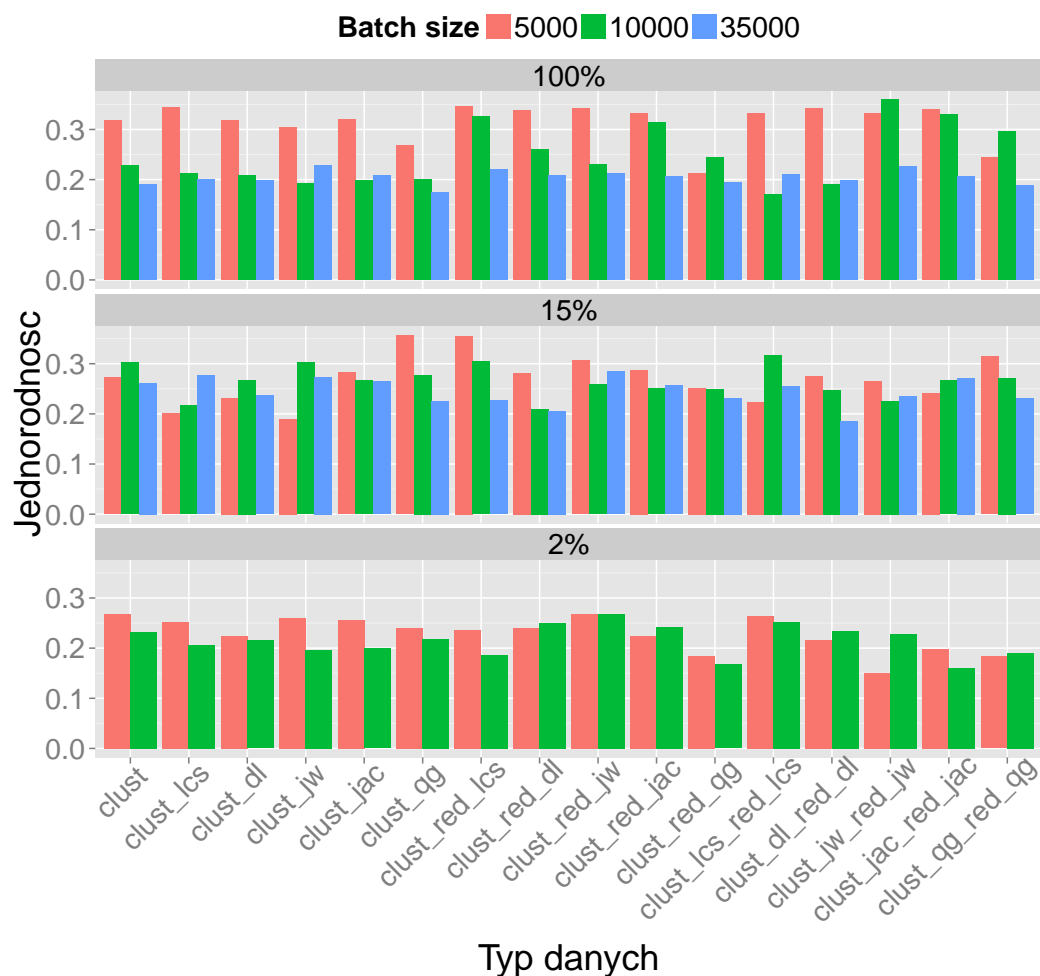 Batch size 5000 10000 35000
100%
0.3
0.2
0.1
0.0
15%
0.3
0.2
0.1
0.0
2%
0.3
0.2
0.1
0.0
Jednorodnosc
clust
clust_lcs
clust_dl
clust_jw
clust_jac
clust_qg
clust_red_lcs
clust_red_dl
clust_red_jw
clust_red_jac
clust_red_qg
clust_lcs_red_lcs
clust_dl_red_dl
clust_jw_red_jw
clust_jac_red_jac
clust_qg_red_qg
Typ danych